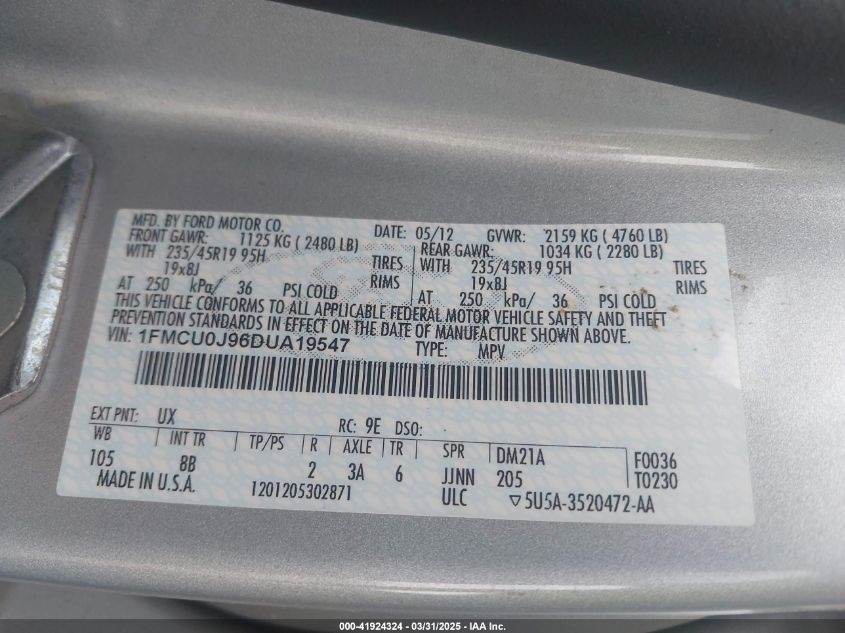 MFD. BY FORD MOTOR CO. DATE: 05/12 GVWR: 2159 KG ( 4760 LB)
FRONT GAWR: 1125 KG ( 2480 LB) REAR GAWR: 1034 KG ( 2280 LB)
WITH 235/45R19 95H TIRES WITH 235/45R19 95H TIRES
19x8J RIMS 19x8J RIMS
AT 250 kPa/ 36 PSI COLD AT 250 kPa/ 36 PSI COLD
THIS VEHICLE CONFORMS TO ALL APPLICABLE FEDERAL MOTOR VEHICLE SAFETY AND THEFT
PREVENTION STANDARDS IN EFFECT ON THE DATE OF MANUFACTURE SHOWN ABOVE.
VIN: 1FMCU0J96DUA19547 TYPE: MPV
EXT PNT: UX RC: 9E DSO:
WB INT TR TP/PS R AXLE TR SPR DM21A F0036
105 8B 2 3A 6 JJNN 205 T0230
MADE IN U.S.A. 1201205302871 ULC ▽5U5A-3520472-AA
000-41924324 | 03/31/2025 - IAA Inc.